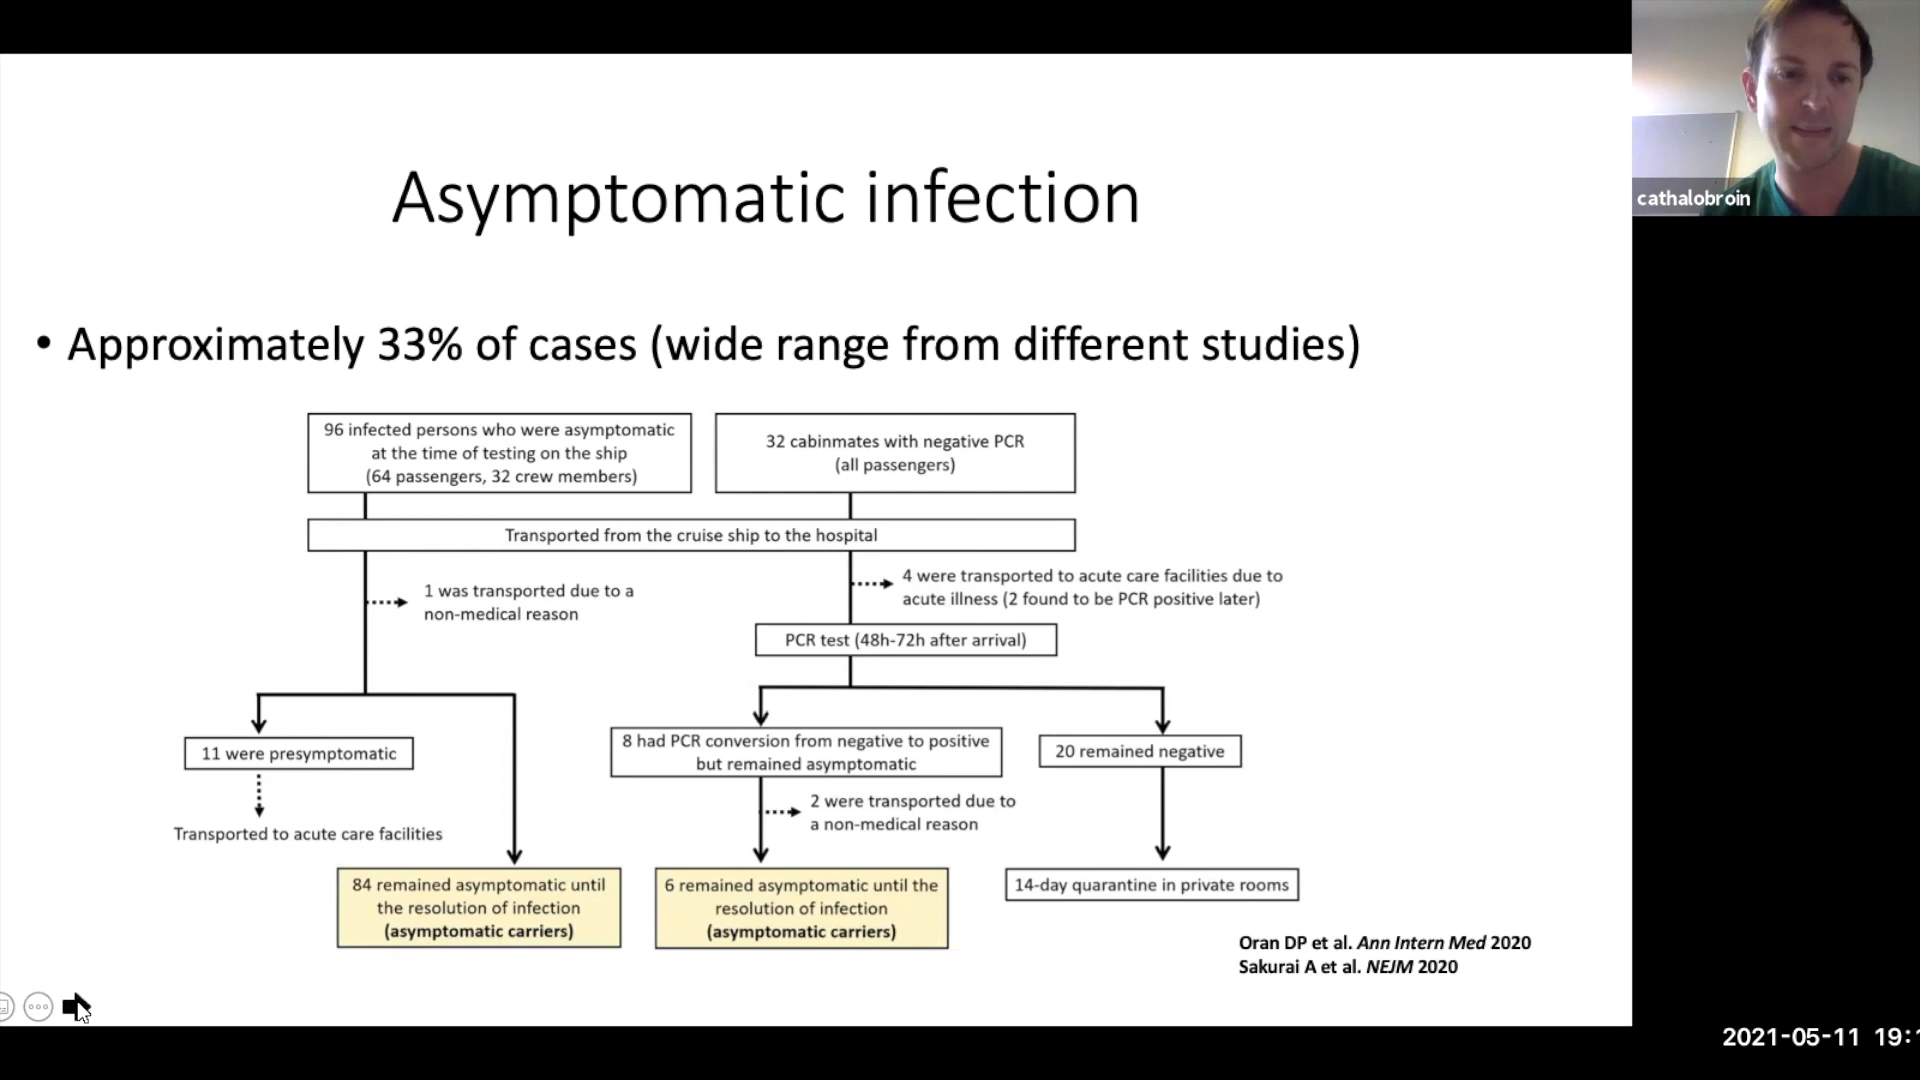 Asymptomatic infection
cathalobroin
• Approximately 33% of cases (wide range from different studies)
96 infected persons who were asymptomatic
at the time of testing on the ship
(64 passengers, 32 crew members)
32 cabinmates with negative PCR
(all passengers)
Transported from the cruise ship to the hospital
1 was transported due to a
non-medical reason
4 were transported to acute care facilities due to
acute illness (2 found to be PCR positive later)
PCR test (48h-72h after arrival)
11 were presymptomatic
8 had PCR conversion from negative to positive
but remained asymptomatic
20 remained negative
Transported to acute care facilities
2 were transported due to
a non-medical reason
84 remained asymptomatic until
the resolution of infection
(asymptomatic carriers)
6 remained asymptomatic until the
resolution of infection
(asymptomatic carriers)
14-day quarantine in private rooms
Oran DP et al. Ann Intern Med 2020
Sakurai A et al. NEJM 2020
2021-05-11 19: